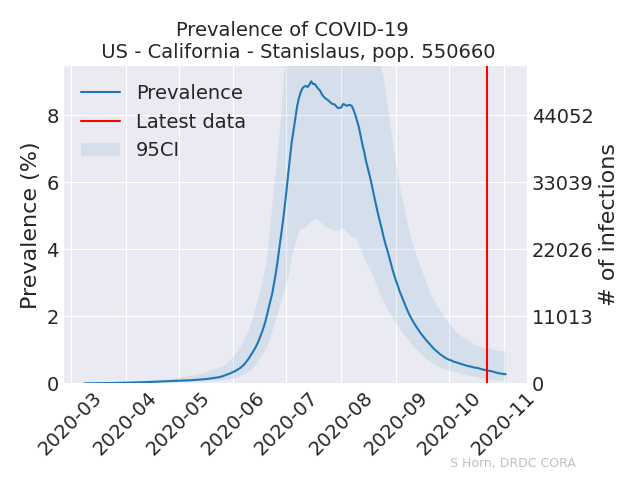 Prevalence of COVID-19
US - California - Stanislaus, pop. 550660
Prevalence
Latest data
95CI
Prevalence (%)
8
6
4
2
0
44052
33039
22026
11013
0
# of infections
2020-03
2020-04
2020-05
2020-06
2020-07
2020-08
2020-09
2020-10
2020-11
S Horn, DRDC CORA